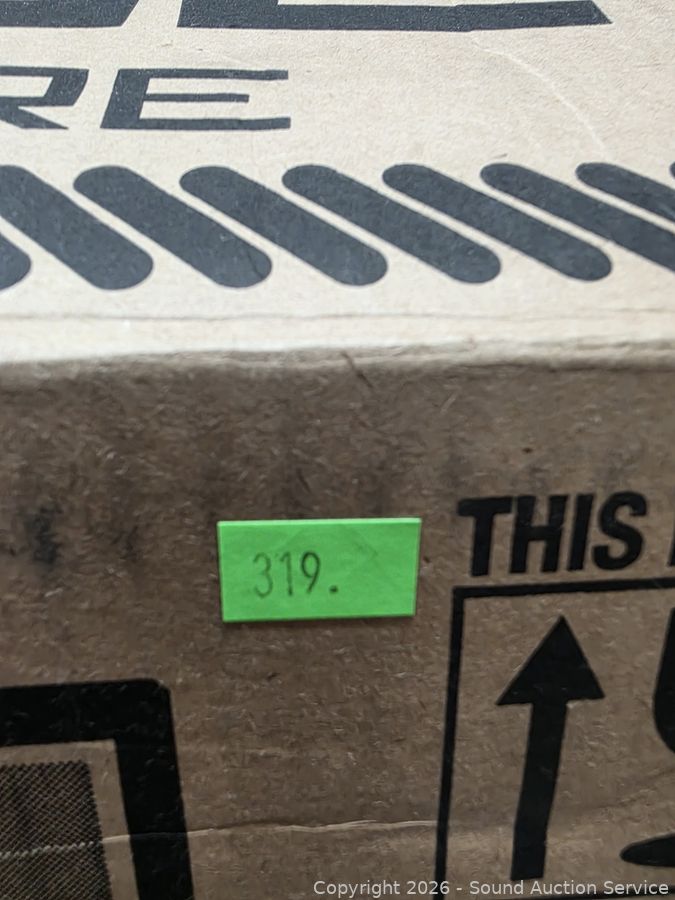 RE
THIS
319.
Copyright 2026 - Sound Auction Service